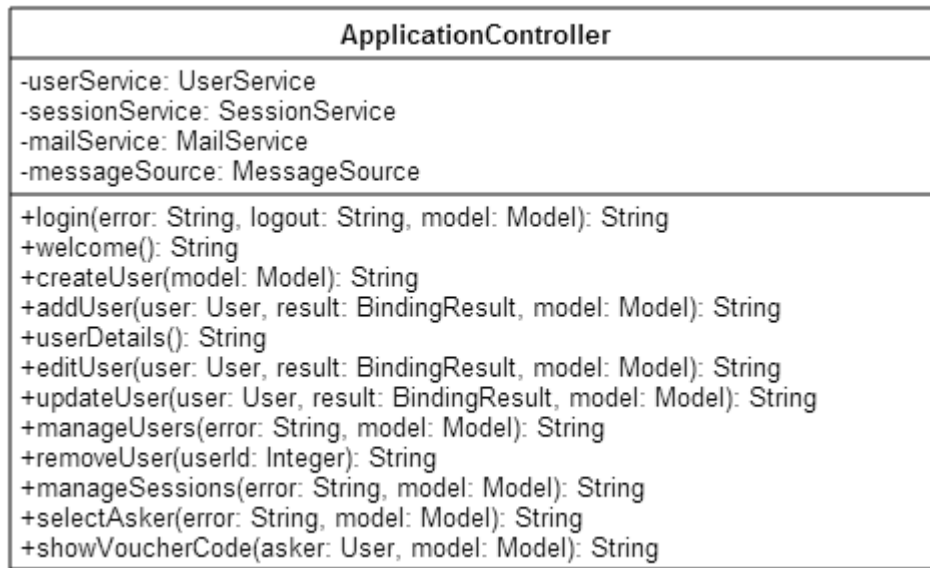 ApplicationController
-userService: UserService
-sessionService: SessionService
-mailService: MailService
-messageSource: MessageSource
+login(error: String, logout: String, model: Model): String
+welcome(): String
+createUser(model: Model): String
+addUser(user: User, result: BindingResult, model: Model): String
+userDetails(): String
+editUser(user: User, result: BindingResult, model: Model): String
+updateUser(user: User, result: BindingResult, model: Model): String
+manageUsers(error: String, model: Model): String
+removeUser(userId: Integer): String
+manageSessions(error: String, model: Model): String
+selectAsker(error: String, model: Model): String
+showVoucherCode(asker: User, model: Model): String